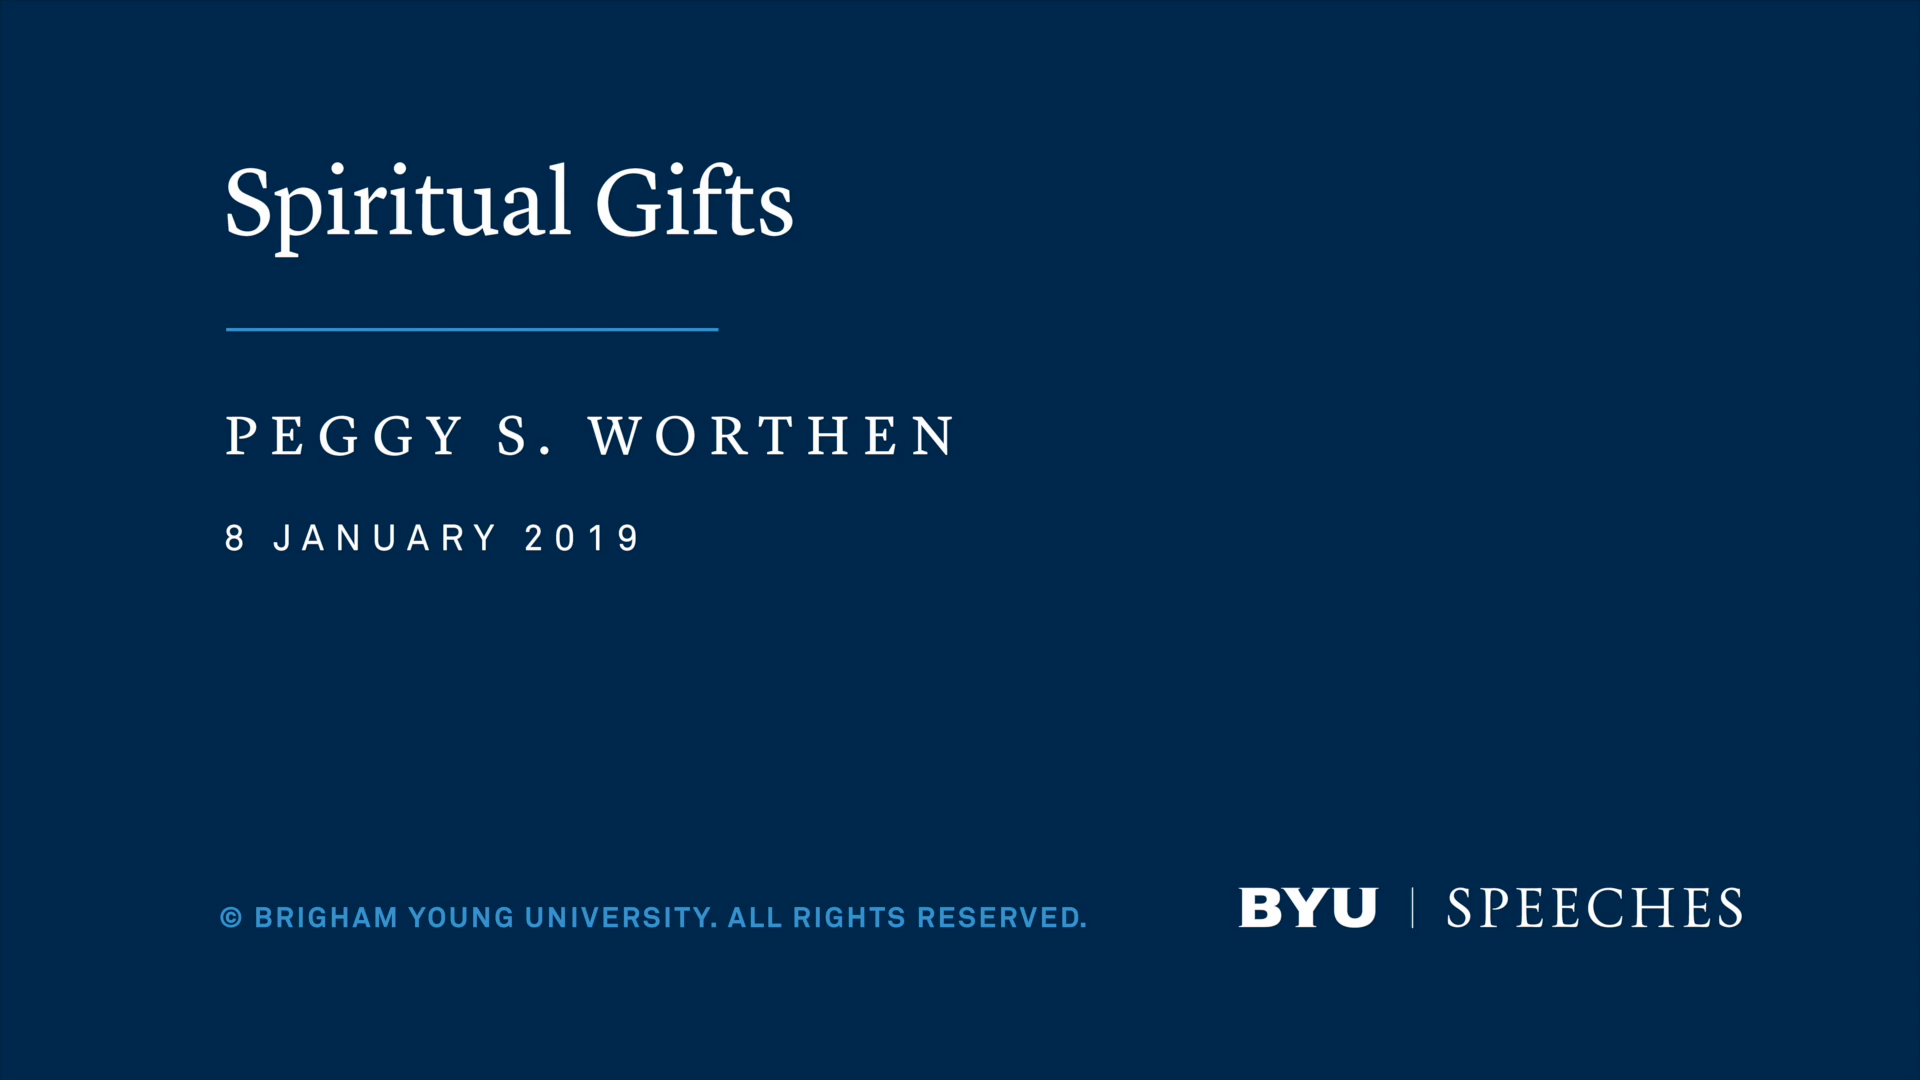 Spiritual Gifts
PEGGY S. WORTHEN
8 JANUARY 2019
© BRIGHAM YOUNG UNIVERSITY. ALL RIGHTS RESERVED.
BYU | SPEECHES